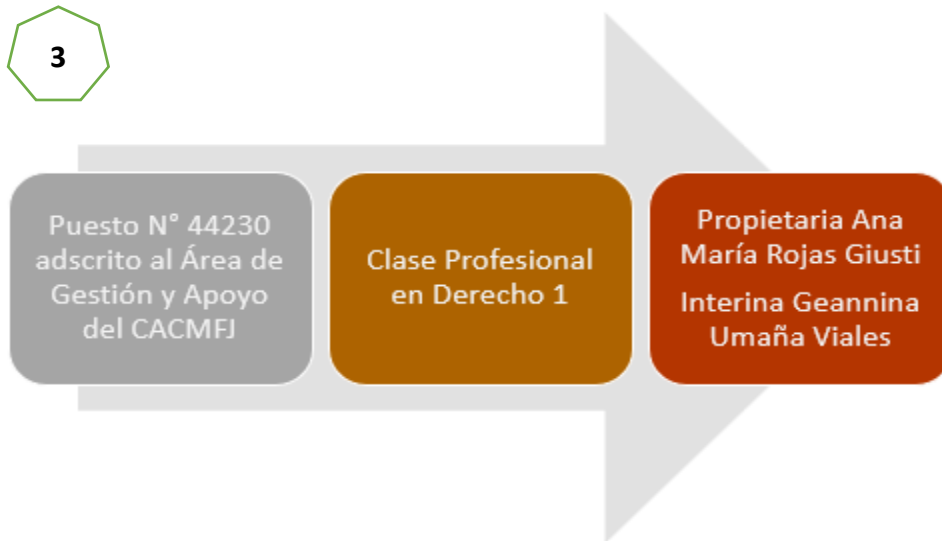 3
Puesto N° 44230
adscrito al Área de
Gestión y Apoyo
del CACMFJ
Clase Profesional
en Derecho 1
Propietaria Ana
María Rojas Giusti
Interina Geannina
Umaña Viales